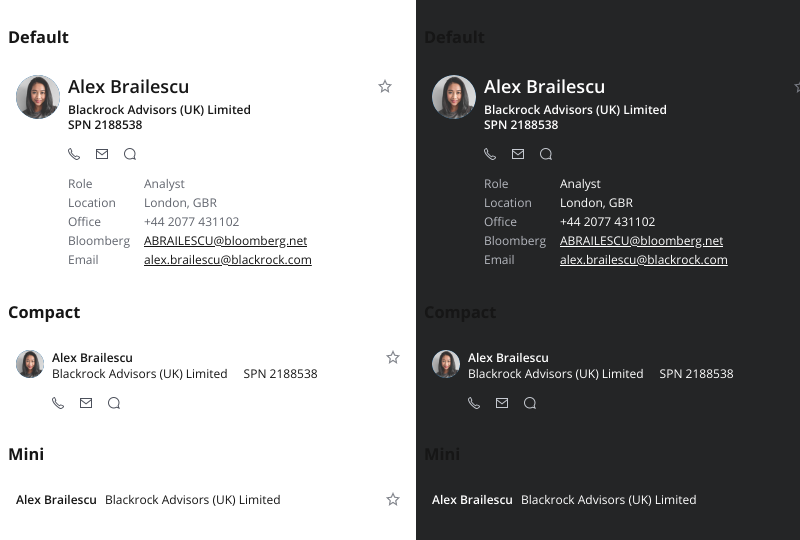 Default
Alex Brailescu
Blackrock Advisors (UK) Limited
SPN 2188538
Role Analyst
Location London, GBR
Office +44 2077 431102
Bloomberg ABRAILESCU@bloomberg.net
Email alex.brailescu@blackrock.com
Compact
Alex Brailescu
Blackrock Advisors (UK) Limited SPN 2188538
Mini
Alex Brailescu Blackrock Advisors (UK) Limited
Default
Alex Brailescu
Blackrock Advisors (UK) Limited
SPN 2188538
Role Analyst
Location London, GBR
Office +44 2077 431102
Bloomberg ABRAILESCU@bloomberg.net
Email alex.brailescu@blackrock.com
Compact
Alex Brailescu
Blackrock Advisors (UK) Limited SPN 2188538
Mini
Alex Brailescu Blackrock Advisors (UK) Limited